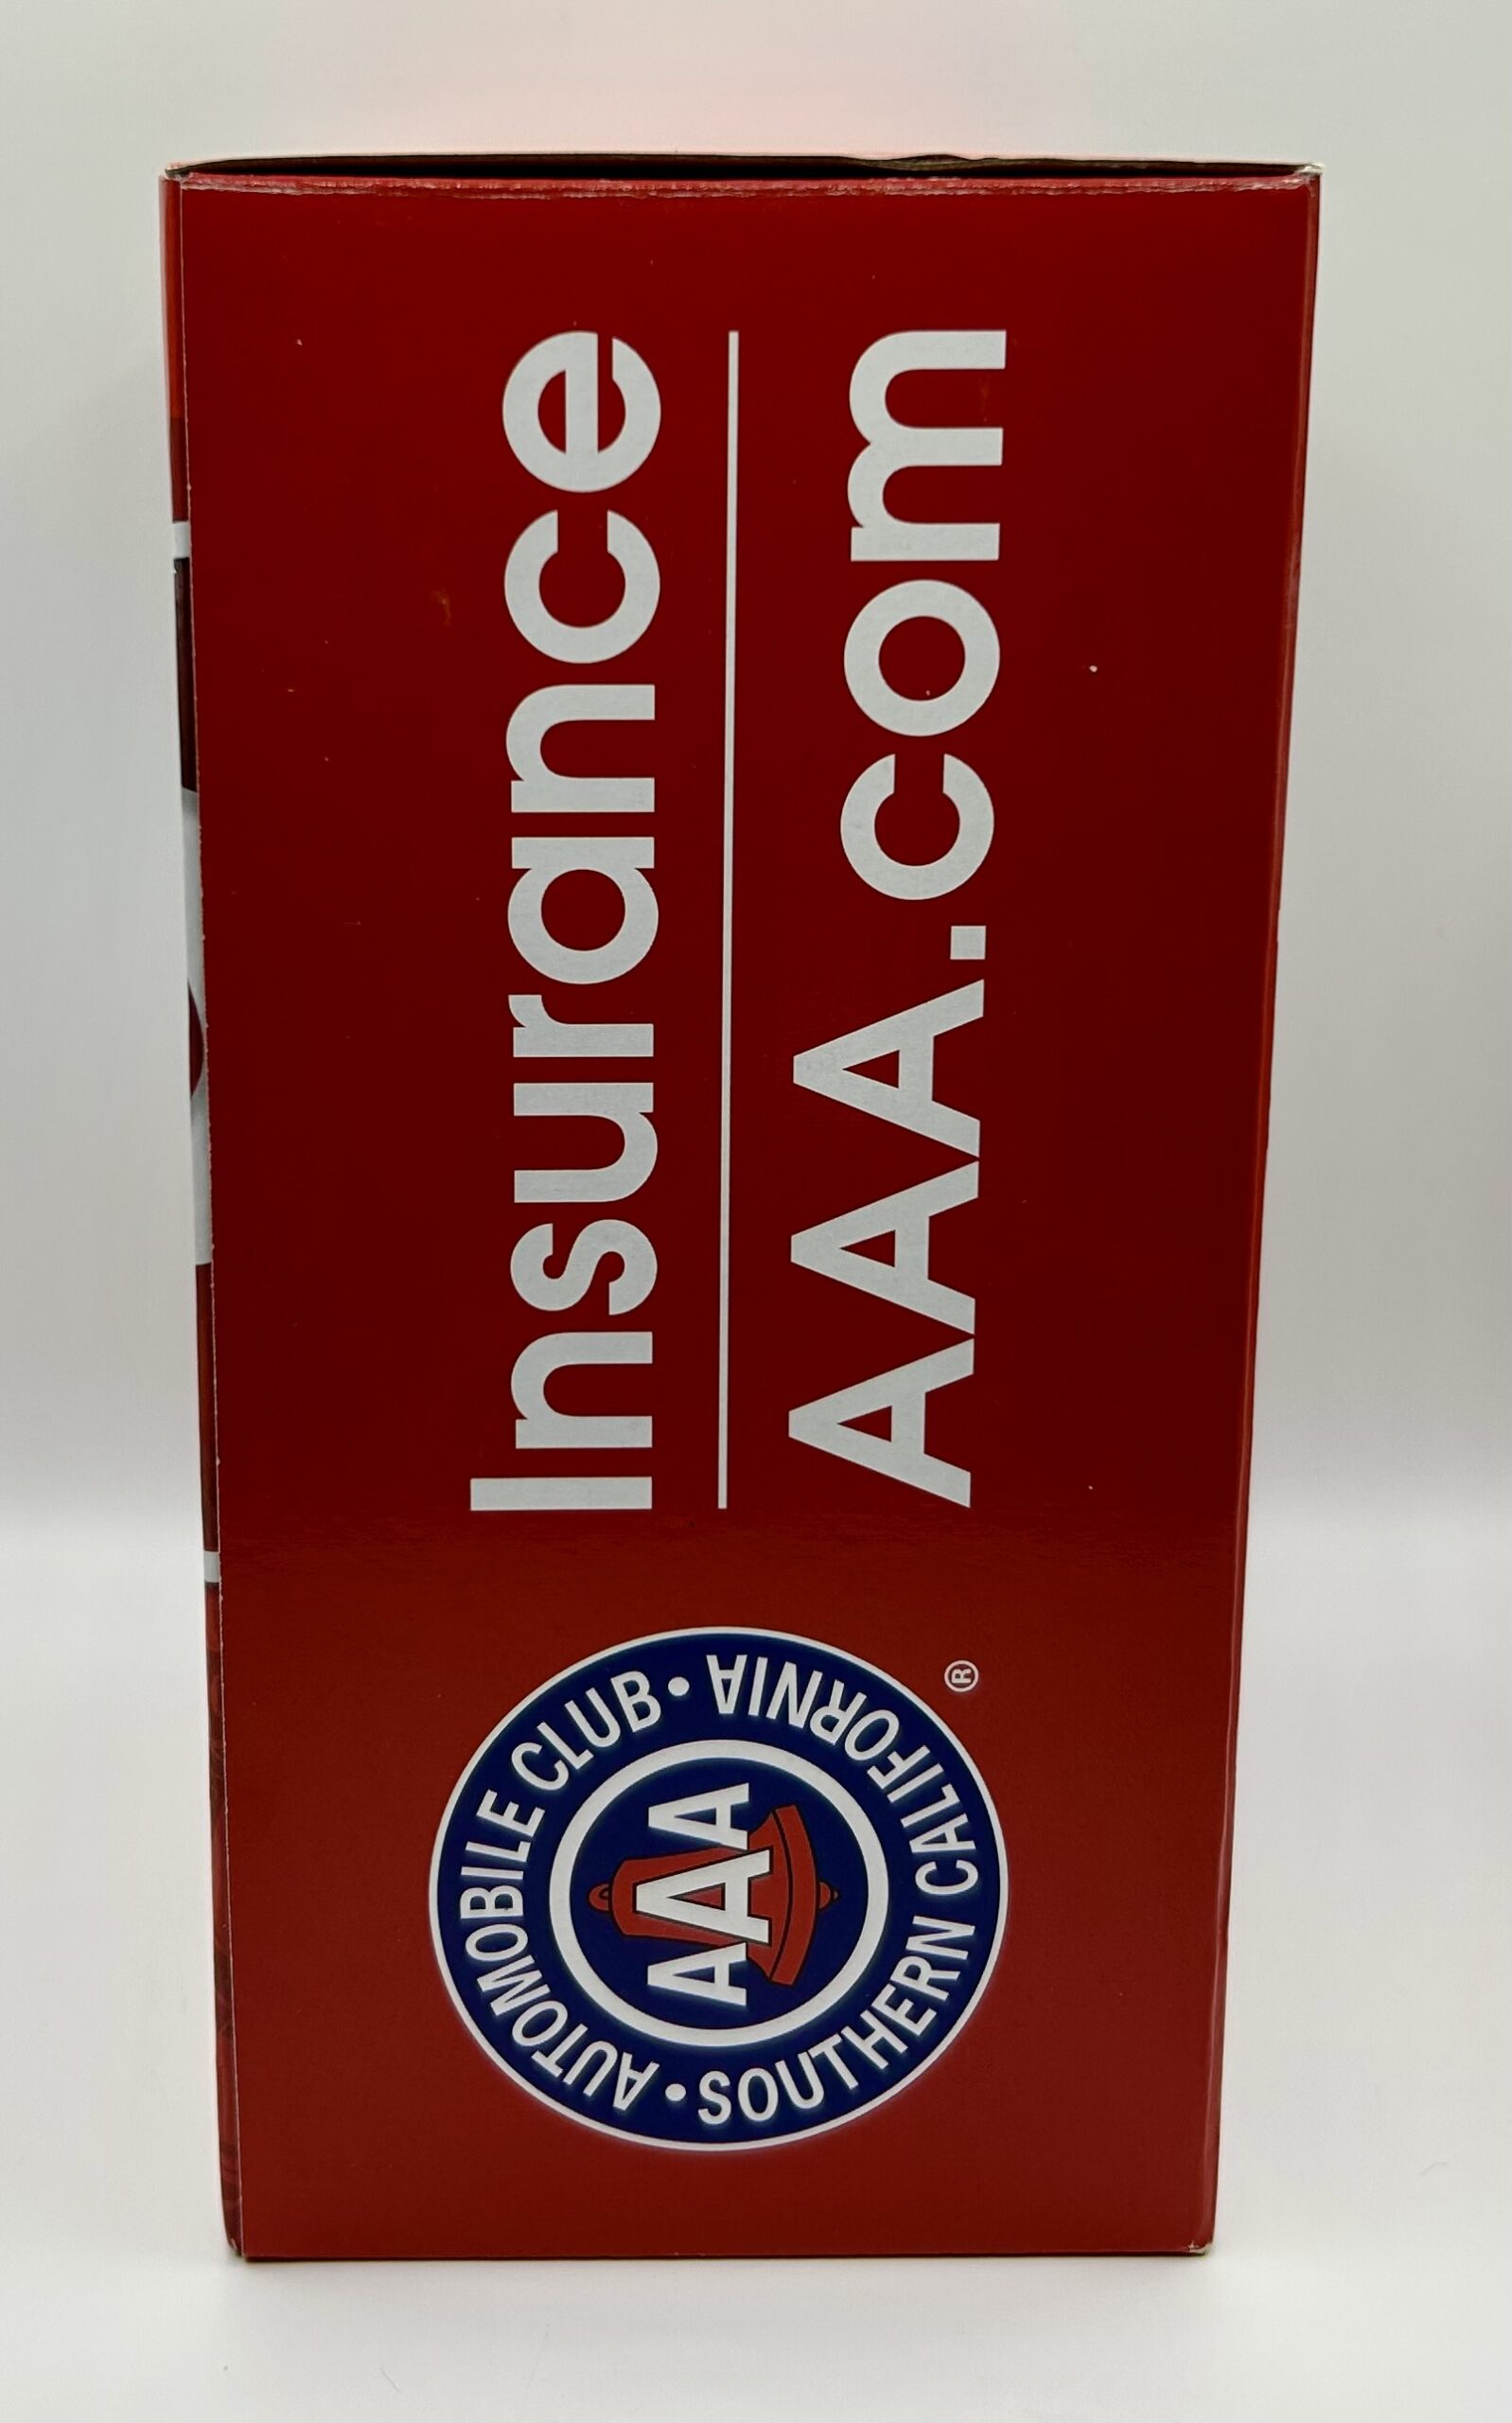 Insurance
AAA.com
AUTOMOBILE CLUB
AAA
SOUTHERN CALIFORNIA
®